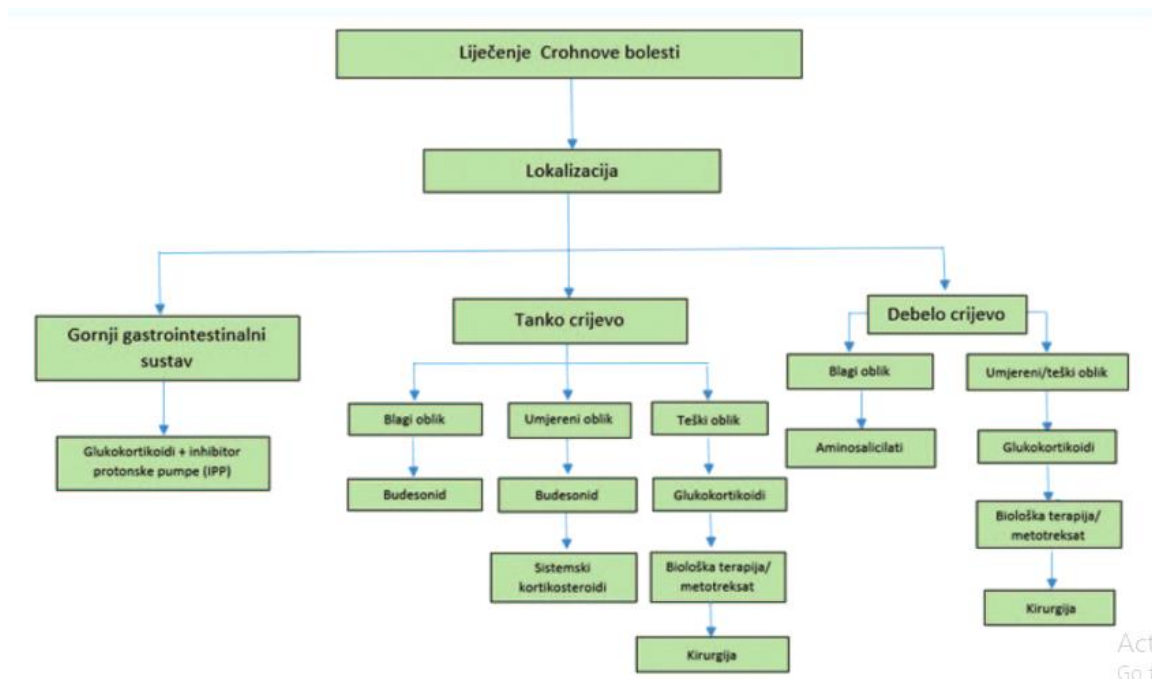 Liječenje Crohnove bolesti
Lokalizacija
Gornji gastrointestinalni
sustav
Glukokortikoidi + inhibitor
protonske pumpe (IPP)
Tanko crijevo
Blagi oblik
Budesonid
Umjereni oblik
Budesonid
Sistemski
kortikosteroidi
Teški oblik
Glukokortikoidi
Biološka terapija/
metotreksat
Kirurgija
Debelo crijevo
Blagi oblik
Aminosalicilati
Umjereni/teški oblik
Glukokortikoidi
Biološka terapija/
metotreksat
Kirurgija
Act
Go t